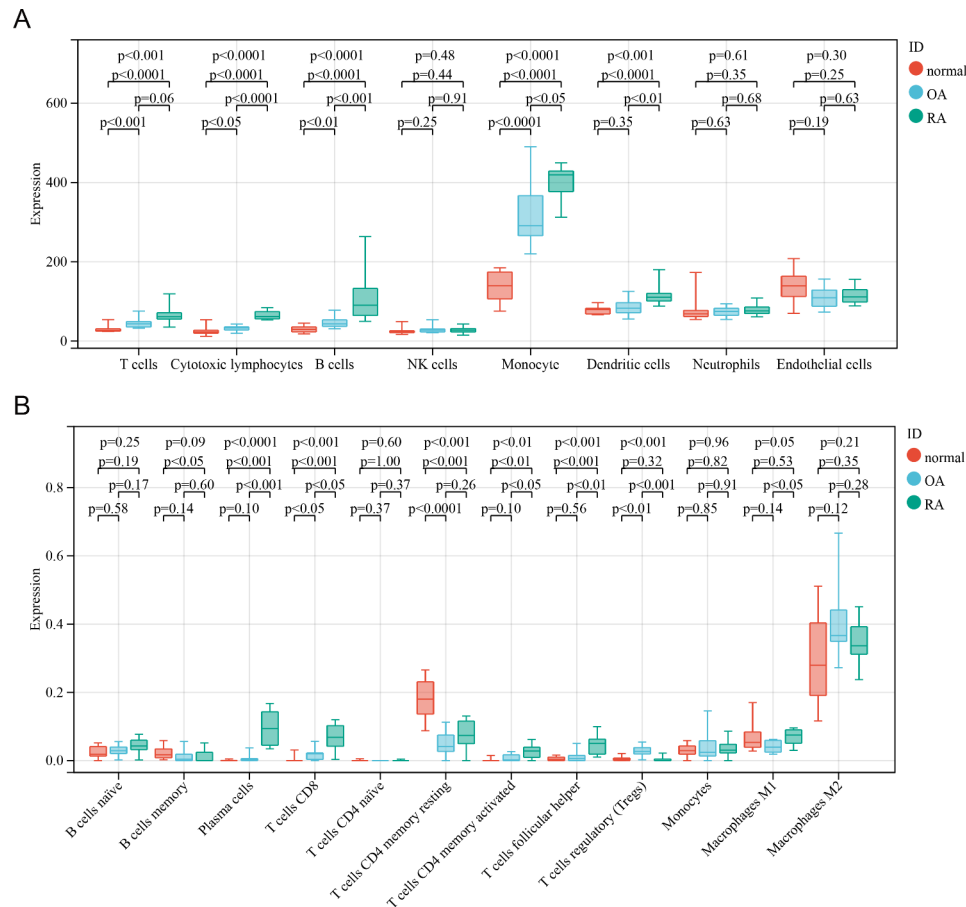 A
p<0.001 p<0.0001 p<0.0001 p=0.48 p<0.0001 p<0.001 p=0.61 p=0.30
p<0.0001 p<0.0001 p<0.0001 p=0.44 p<0.0001 p<0.0001 p=0.35 p=0.25
p=0.06 p<0.0001 p<0.001 p=0.91 p<0.05 p<0.01 p=0.68 p=0.63
p<0.001 p<0.05 p<0.01 p=0.25 p<0.0001 p=0.35 p=0.63 p=0.19
ID
normal
OA
RA
Expression
600
400
200
0
T cells Cytotoxic lymphocytes B cells NK cells Monocyte Dendritic cells Neutrophils Endothelial cells
B
p=0.25 p=0.09 p<0.0001 p<0.001 p=0.60 p<0.001 p<0.01 p<0.001 p<0.001 p=0.96 p=0.05 p=0.21
p=0.19 p<0.05 p<0.001 p<0.001 p=1.00 p<0.001 p<0.01 p<0.001 p=0.32 p=0.82 p=0.53 p=0.35
p=0.17 p=0.60 p<0.001 p<0.05 p=0.37 p=0.26 p<0.05 p<0.01 p<0.001 p=0.91 p<0.05 p=0.28
p=0.58 p=0.14 p=0.10 p<0.05 p=0.37 p<0.0001 p=0.10 p=0.56 p<0.01 p=0.85 p=0.14 p=0.12
ID
normal
OA
RA
Expression
0.8
0.6
0.4
0.2
0.0
B cells naïve
B cells memory
Plasma cells
T cells CD8
T cells CD4 naïve
T cells CD4 memory resting
T cells CD4 memory activated
T cells follicular helper
T cells regulatory (Tregs)
Monocytes
Macrophages M1
Macrophages M2